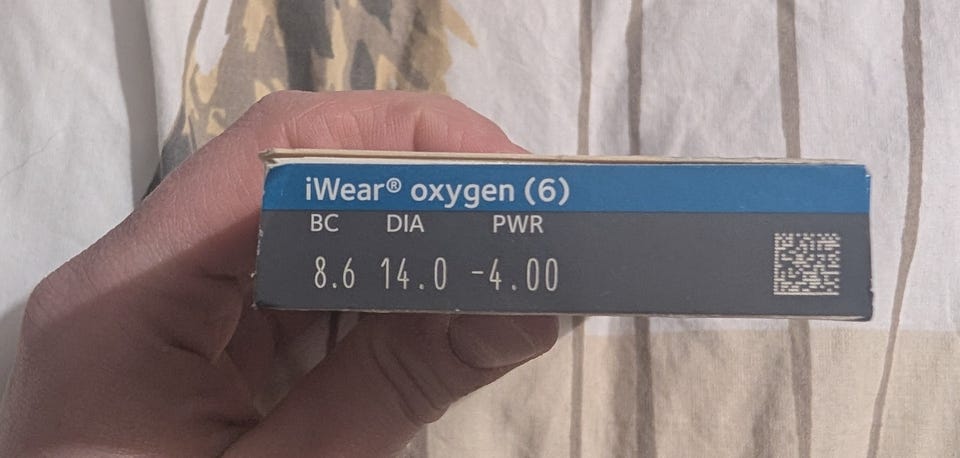 iWear® oxygen (6)
BC DIA PWR
8.6 14.0 -4.00